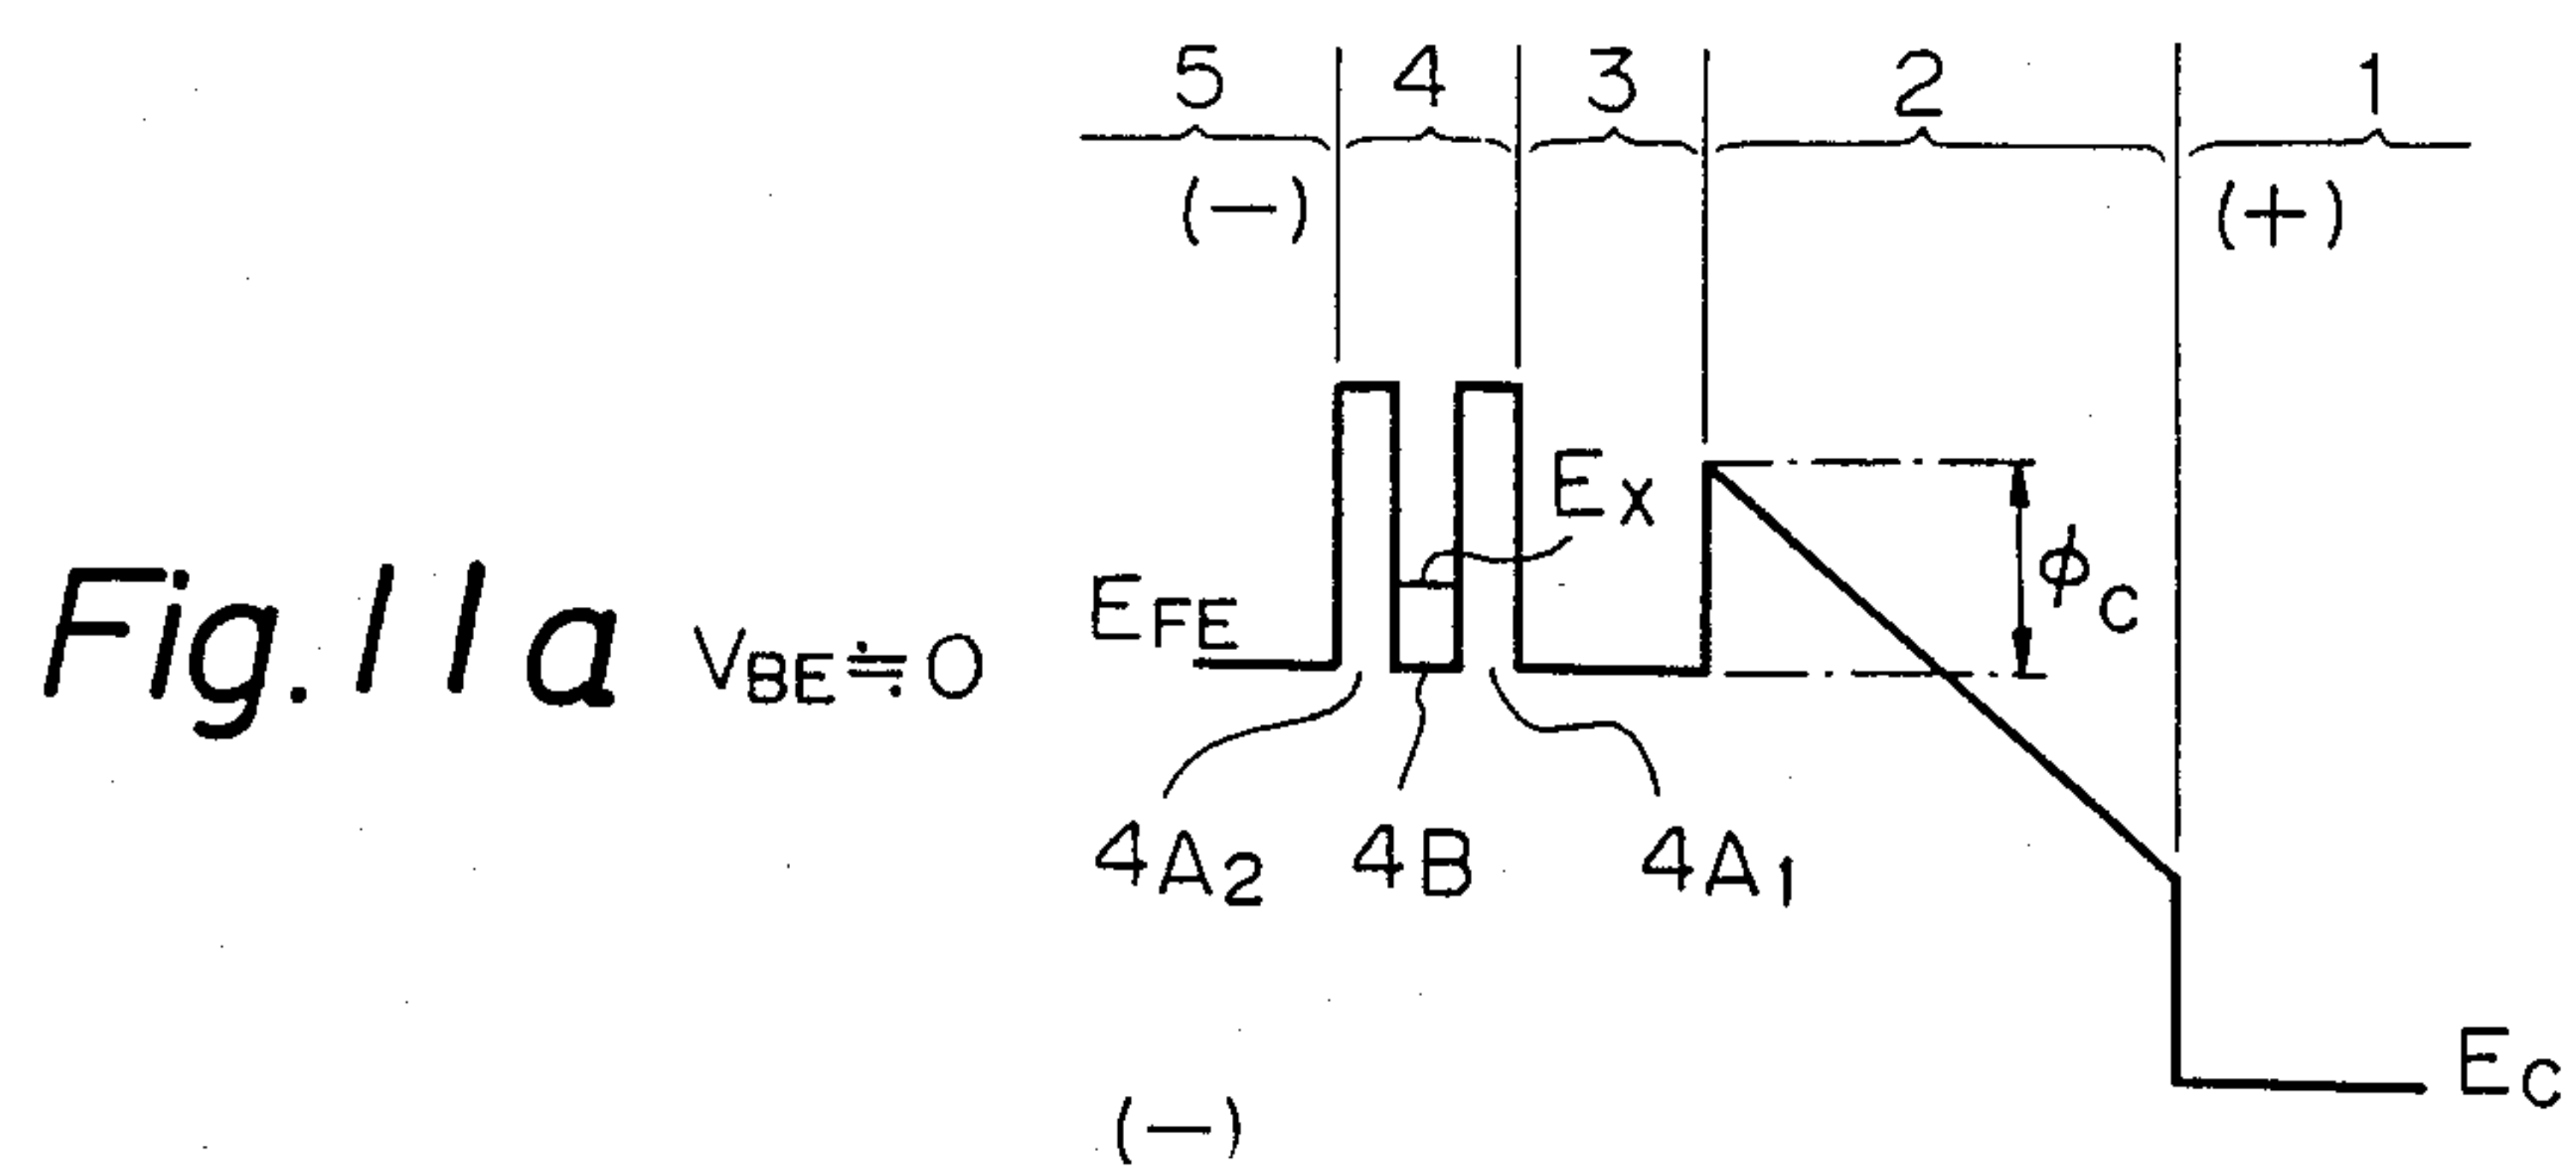 5 4 3 2 1
(−) (+)
Ex
EFE
φC
Fig. 11a VBE≒0
4A2 4B 4A1
EC
(−)